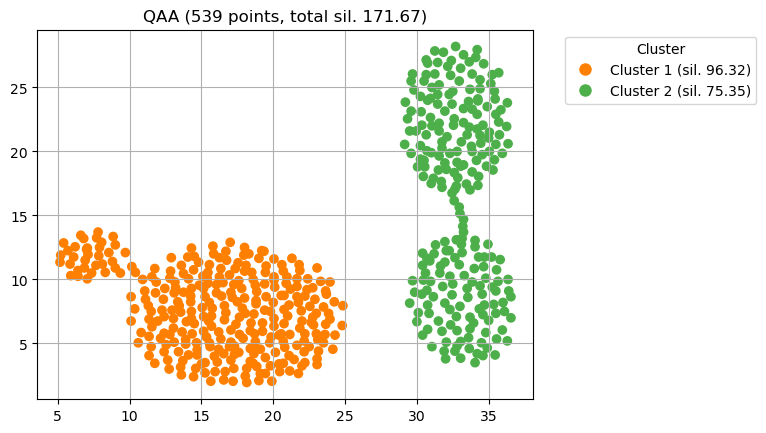 QAA (539 points, total sil. 171.67)
Cluster
Cluster 1 (sil. 96.32)
Cluster 2 (sil. 75.35)
25
20
15
10
5
5 10 15 20 25 30 35